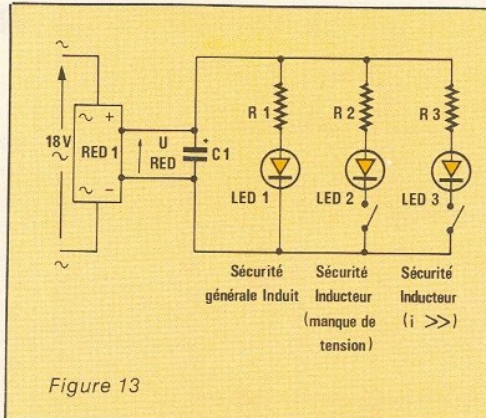 ~
18V
~
~
+
RED 1
~
−
~
U
RED
+
C1
R 1
R 2
R 3
LED 1
LED 2
LED 3
Sécurité
générale Induit
Sécurité
Inducteur
(manque de
tension)
Sécurité
Inducteur
(i >>)
Figure 13